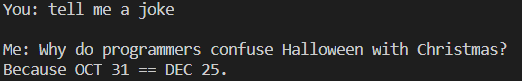 You: tell me a joke
Me: Why do programmers confuse Halloween with Christmas?
Because OCT 31 == DEC 25.